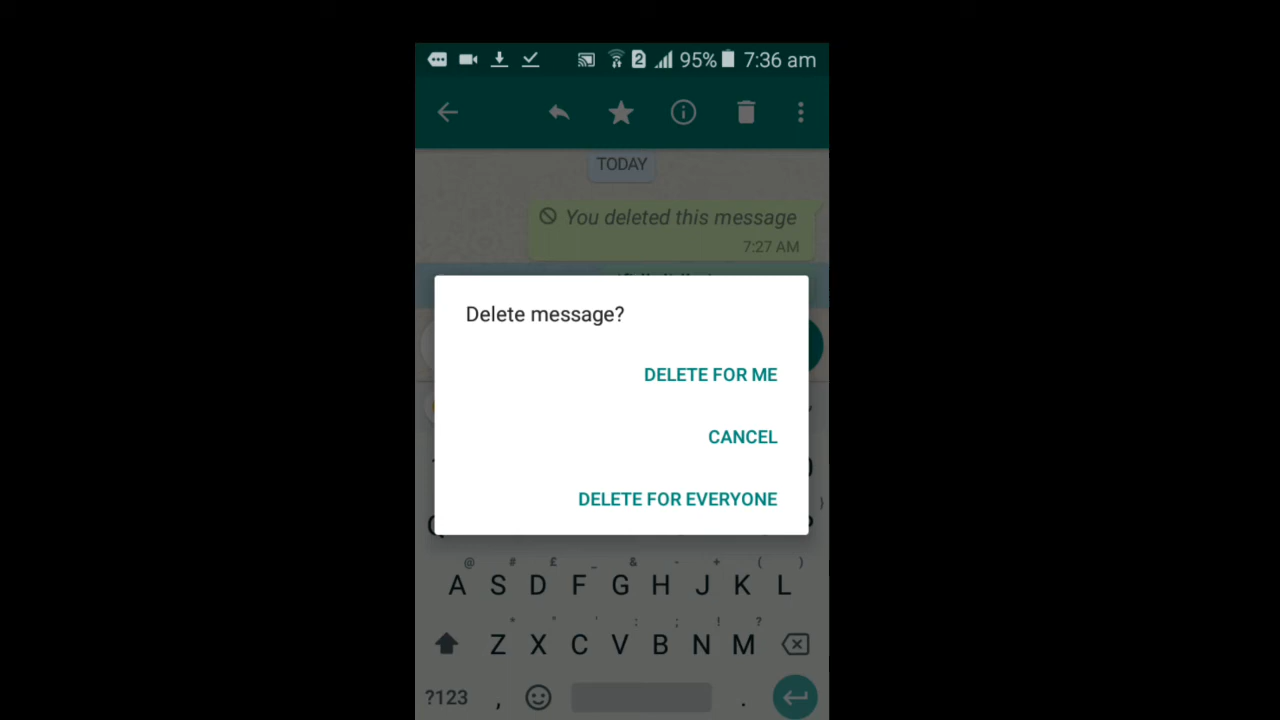 2 95% 7:36 am
TODAY
You deleted this message
7:27 AM
Delete message?
DELETE FOR ME
CANCEL
DELETE FOR EVERYONE
@ # £ _ & - + ( )
A S D F G H J K L
* " ' : ; ! ?
Z X C V B N M
?123 , .